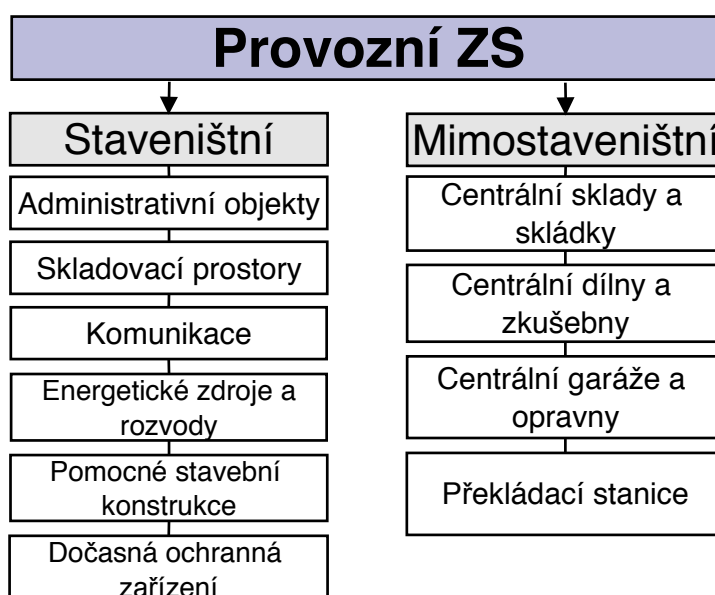 Provozní ZS
Staveništní
Administrativní objekty
Skladovací prostory
Komunikace
Energetické zdroje a
rozvody
Pomocné stavební
konstrukce
Dočasná ochranná
zařízení
Mimostaveništní
Centrální sklady a
skládky
Centrální dílny a
zkušebny
Centrální garáže a
opravny
Překládací stanice